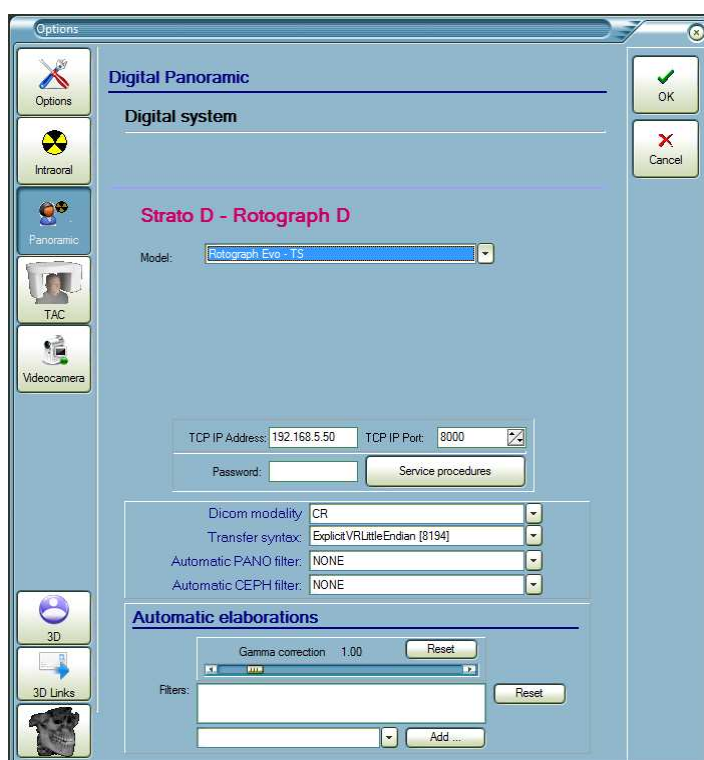 Options
Options
Intraoral
Panoramic
TAC
Videocamera
3D
3D Links
Digital Panoramic
Digital system
Strato D - Rotograph D
Model: Rotograph Evo - TS
TCP IP Address: 192.168.5.50 TCP IP Port: 8000
Password: Service procedures
Dicom modality CR
Transfer syntax: ExplicitVRLittleEndian [8194]
Automatic PANO filter: NONE
Automatic CEPH filter: NONE
Automatic elaborations
Gamma correction 1.00 Reset
Filters: Reset
Add ...
OK
Cancel